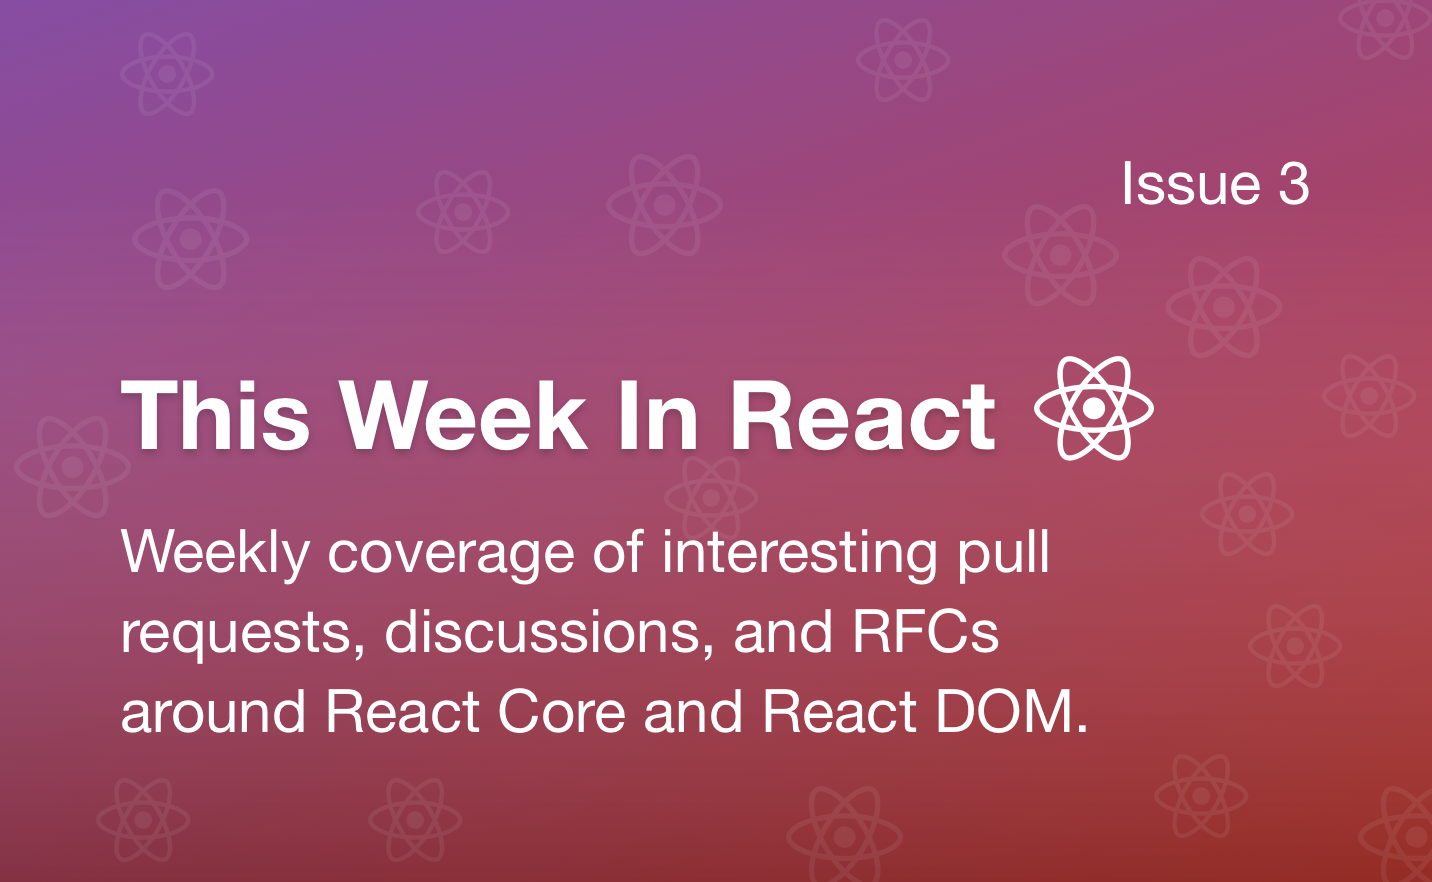 Issue 3
This Week In React
Weekly coverage of interesting pull
requests, discussions, and RFCs
around React Core and React DOM.